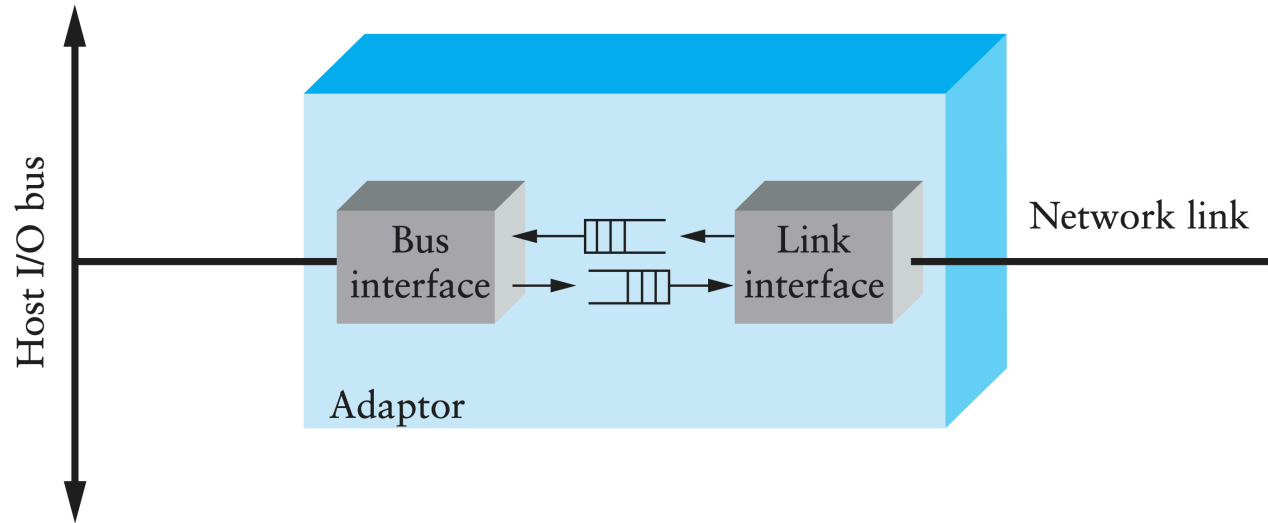 Host I/O bus
Bus
interface
Link
interface
Network link
Adaptor